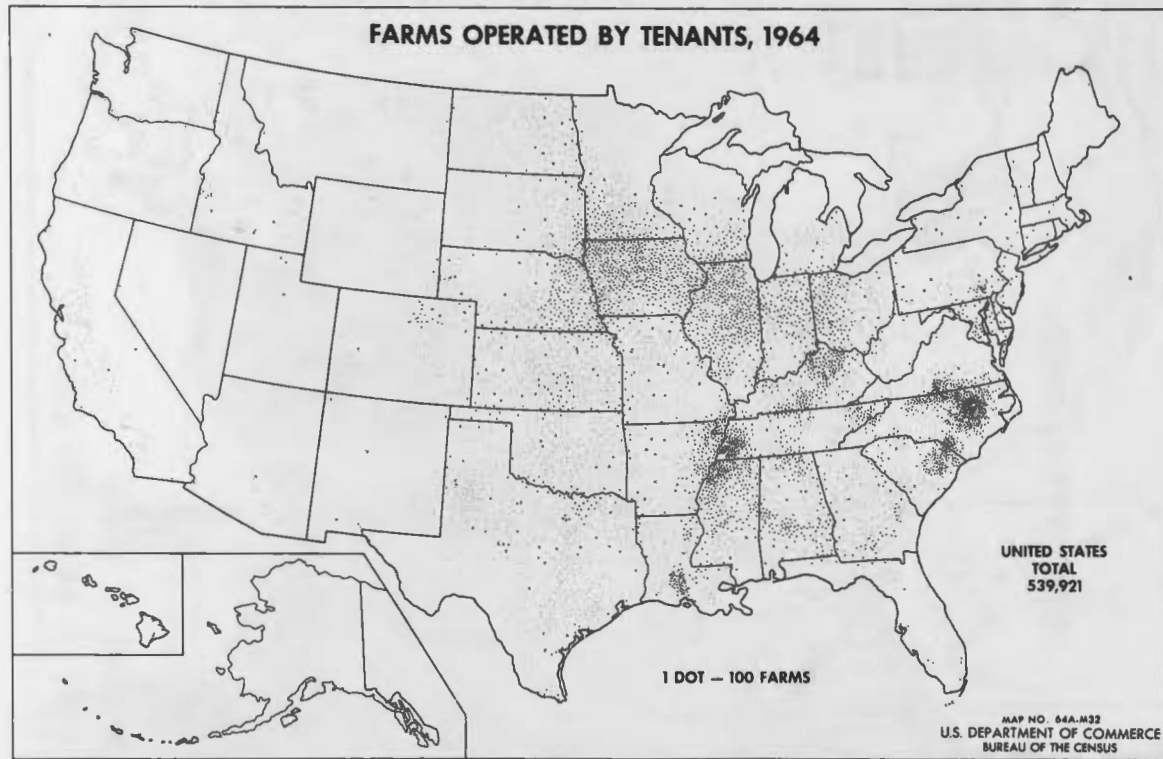 FARMS OPERATED BY TENANTS, 1964
UNITED STATES
TOTAL
539,921
1 DOT — 100 FARMS
MAP NO. 64A-M32
U.S. DEPARTMENT OF COMMERCE
BUREAU OF THE CENSUS